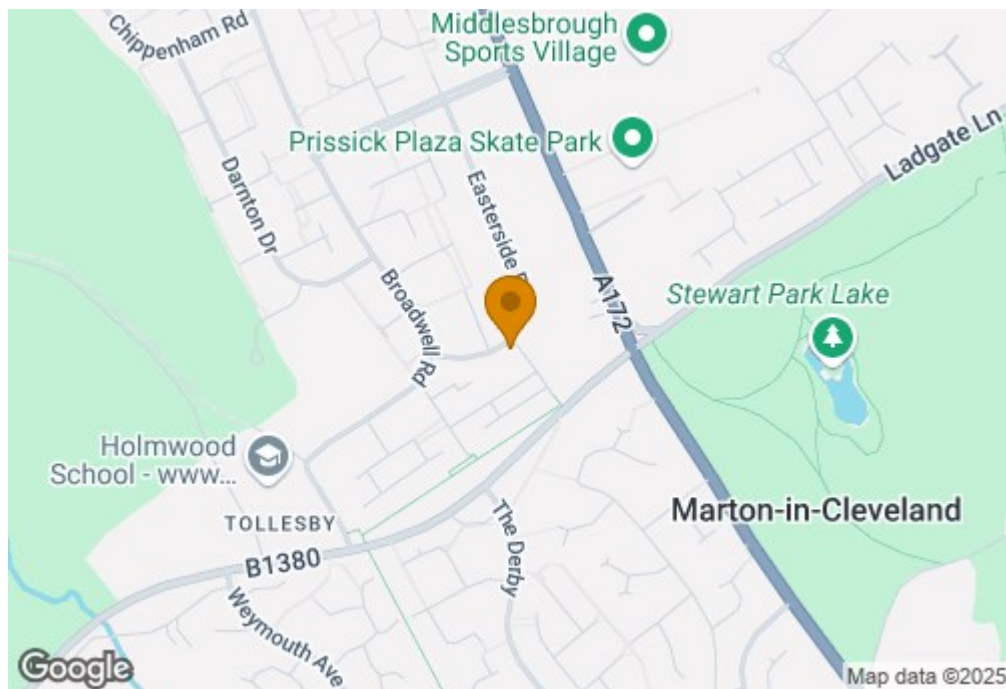 Chippenham Rd
Middlesbrough
Sports Village
Prissick Plaza Skate Park
Ladgate Ln
Darnton Dr
Easterside
A172
Broadwell Rd
Stewart Park Lake
Holmwood
School - www...
TOLLESBY
The Derby
Marton-in-Cleveland
B1380
Weymouth Ave
Google
Map data ©2025